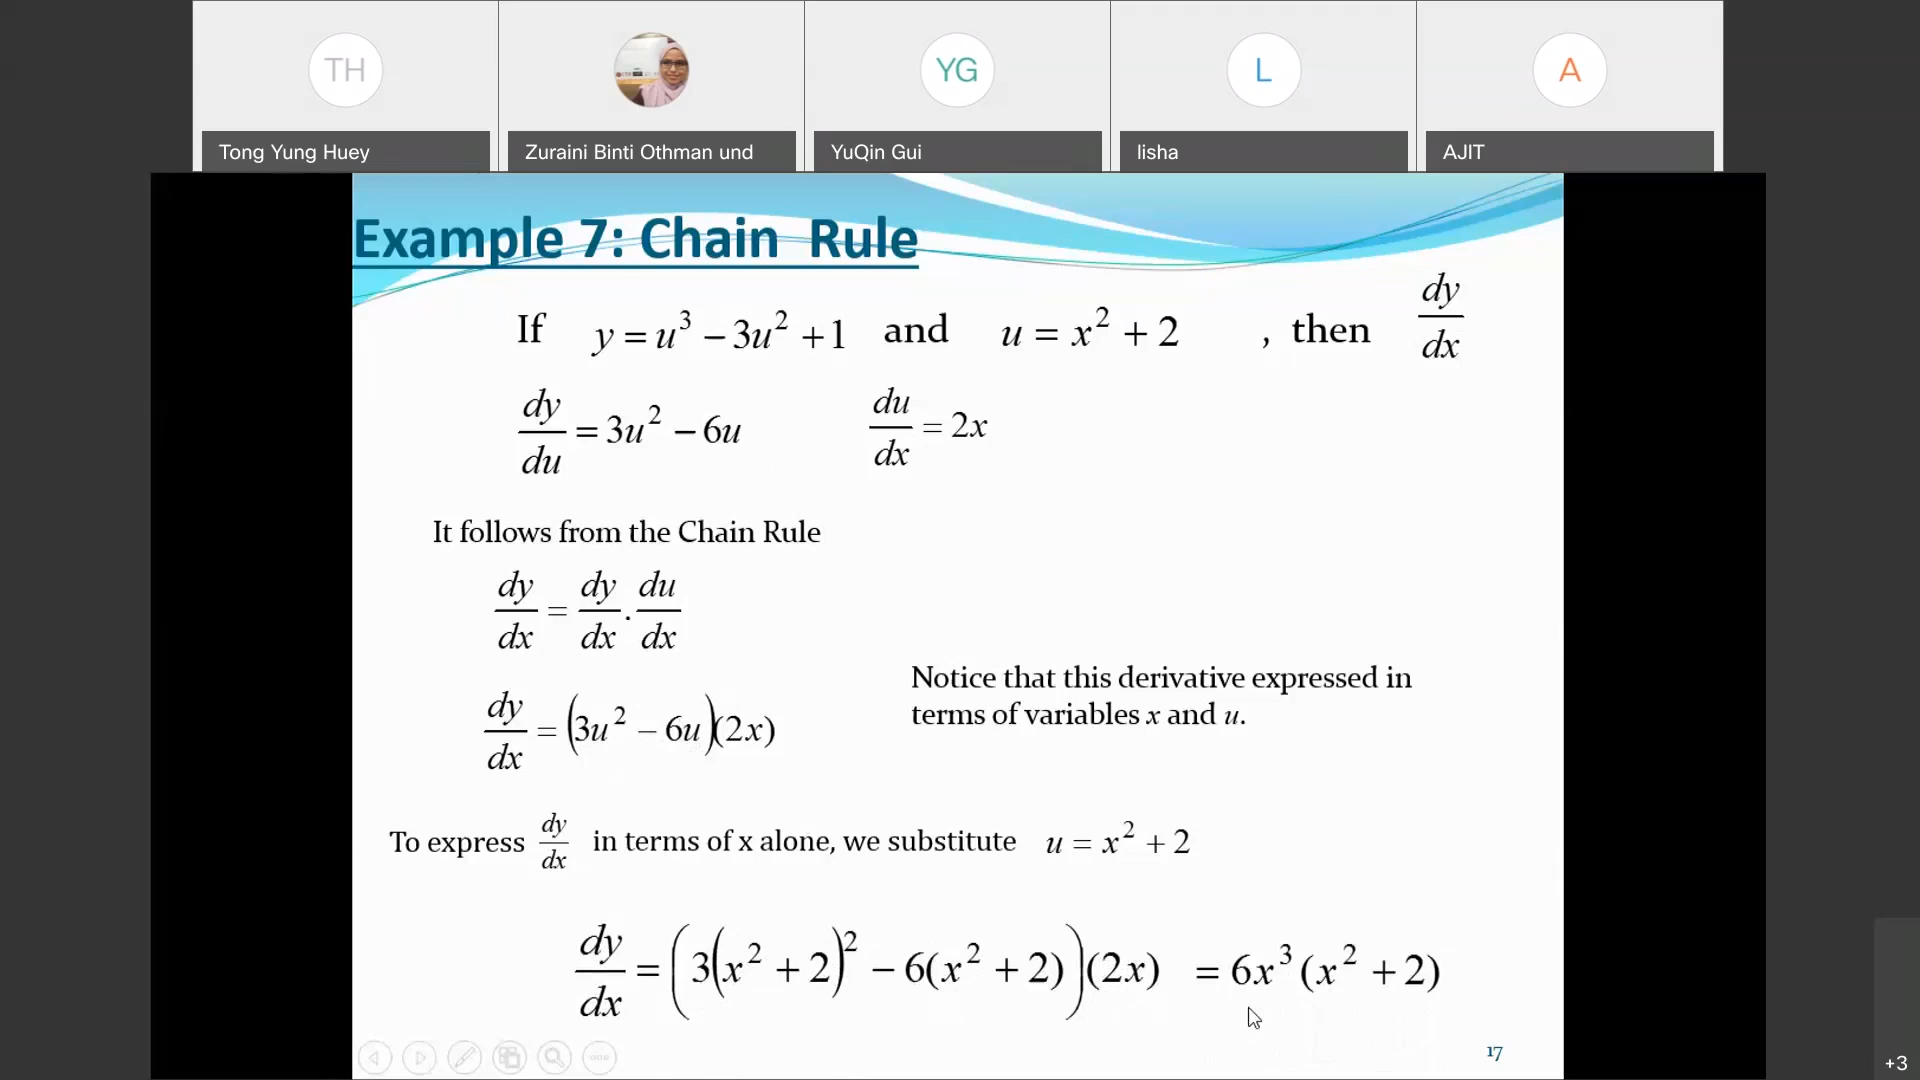 TH
YG
L
A
Tong Yung Huey
Zuraini Binti Othman und
YuQin Gui
lisha
AJIT
Example 7: Chain Rule
If y = u³ − 3u² + 1 and u = x² + 2 , then dy/dx
dy/du = 3u² − 6u du/dx = 2x
It follows from the Chain Rule
dy/dx = dy/dx . du/dx
Notice that this derivative expressed in
terms of variables x and u.
dy/dx = (3u² − 6u)(2x)
To express dy/dx in terms of x alone, we substitute u = x² + 2
dy/dx = (3(x² + 2)² − 6(x² + 2))(2x) = 6x³(x² + 2)
17
+3